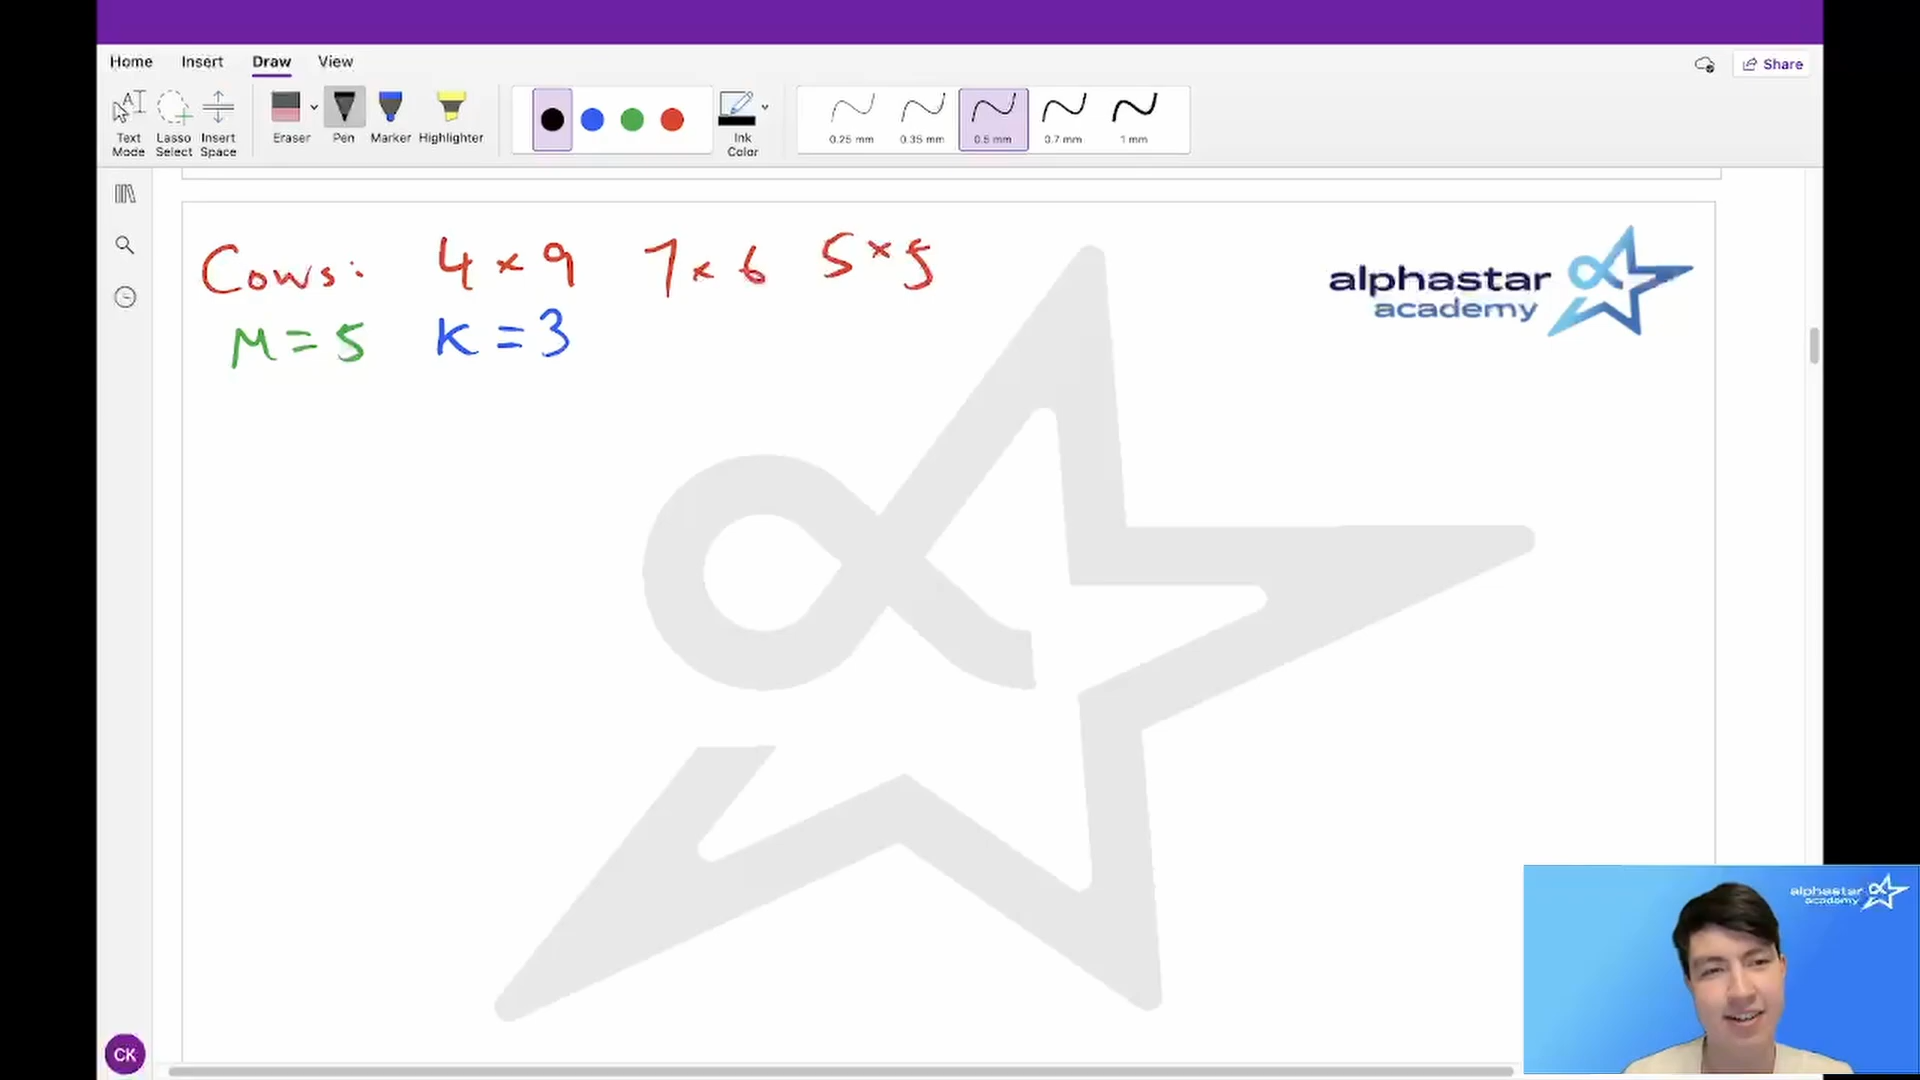 Home Insert Draw View
Share
Text Mode
Lasso Select
Insert Space
Eraser
Pen
Marker
Highlighter
Ink Color
0.25 mm
0.35 mm
0.5 mm
0.7 mm
1 mm
Cows: 4 × 9 7 × 6 5 × 5
M = 5 K = 3
alphastar
academy
alphastar
academy
CK